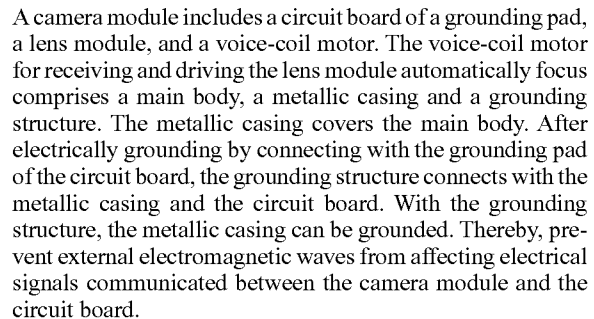 A camera module includes a circuit board of a grounding pad,
a lens module, and a voice-coil motor. The voice-coil motor
for receiving and driving the lens module automatically focus
comprises a main body, a metallic casing and a grounding
structure. The metallic casing covers the main body. After
electrically grounding by connecting with the grounding pad
of the circuit board, the grounding structure connects with the
metallic casing and the circuit board. With the grounding
structure, the metallic casing can be grounded. Thereby, pre-
vent external electromagnetic waves from affecting electrical
signals communicated between the camera module and the
circuit board.